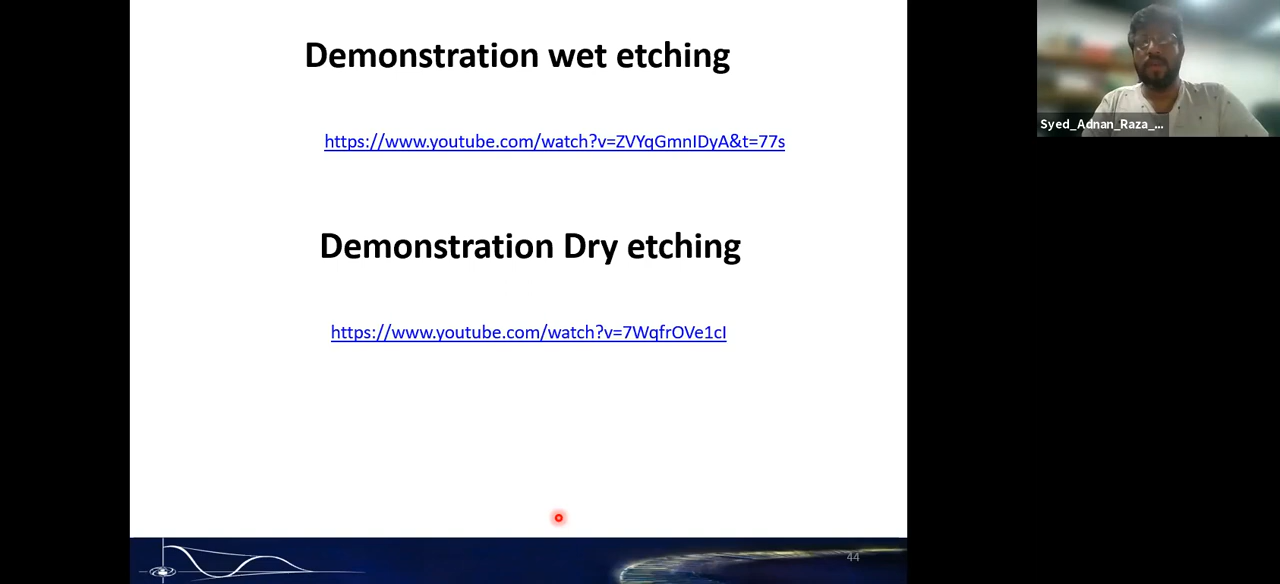 Demonstration wet etching
https://www.youtube.com/watch?v=ZVYqGmnIDyA&t=77s
Demonstration Dry etching
https://www.youtube.com/watch?v=7WqfrOVe1cI
44
Syed_Adnan_Raza_...